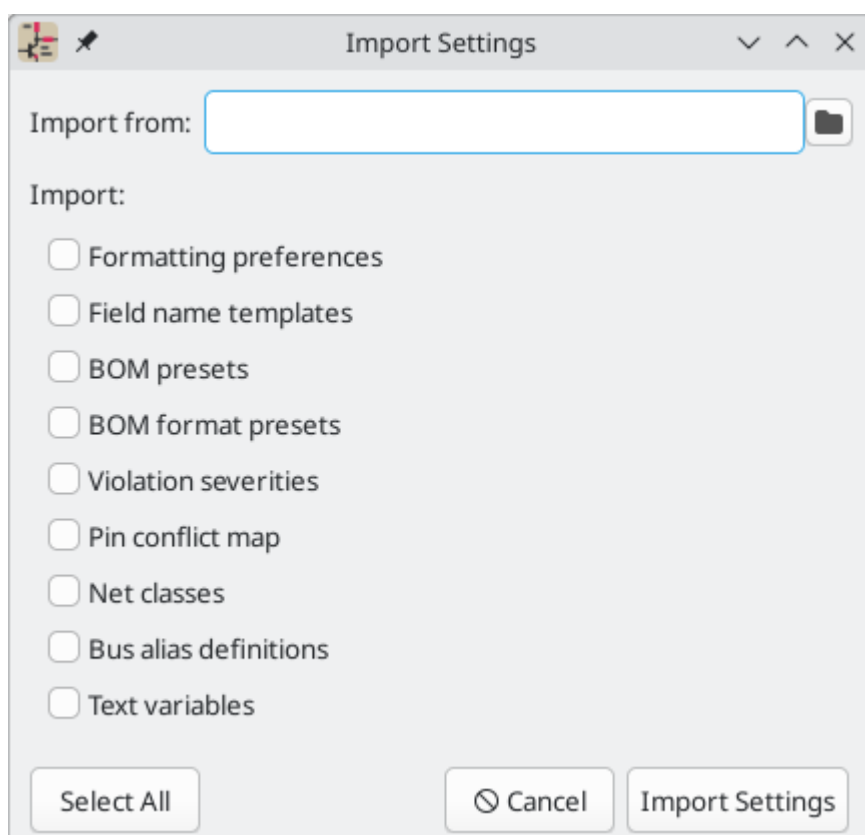 Import Settings
Import from:
Import:
Formatting preferences
Field name templates
BOM presets
BOM format presets
Violation severities
Pin conflict map
Net classes
Bus alias definitions
Text variables
Select All Cancel Import Settings